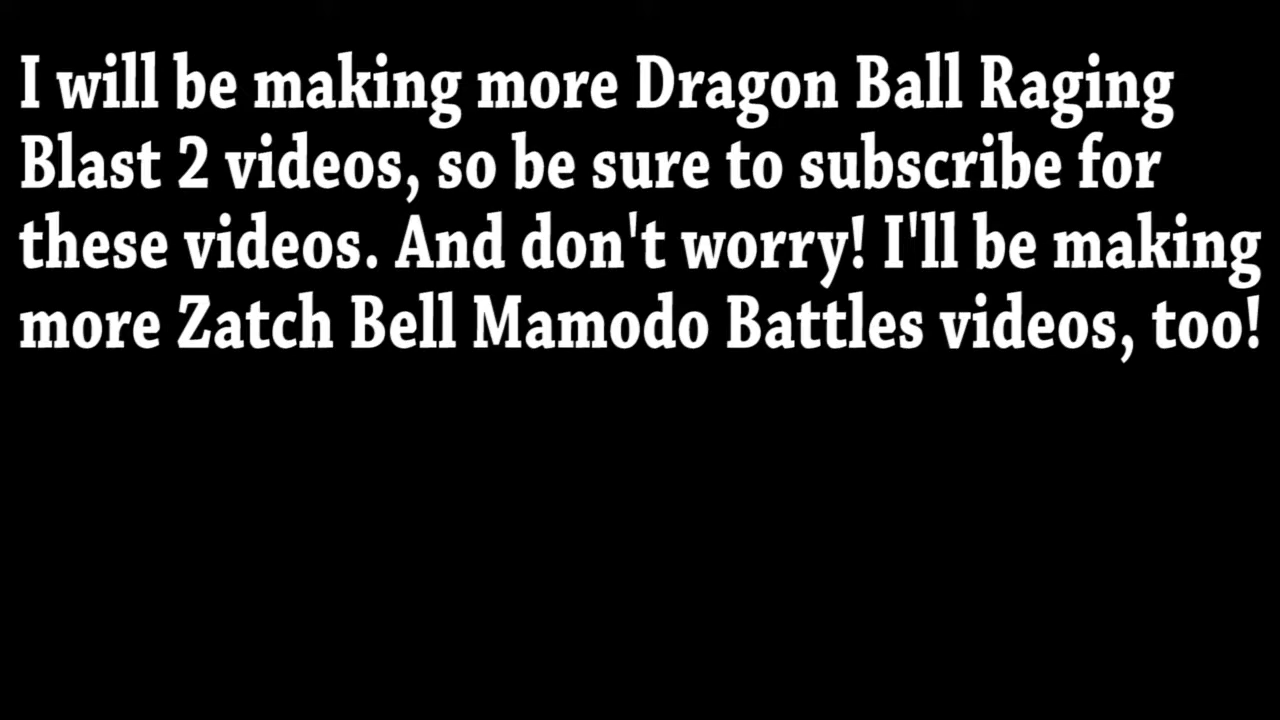 I will be making more Dragon Ball Raging
Blast 2 videos, so be sure to subscribe for
these videos. And don't worry! I'll be making
more Zatch Bell Mamodo Battles videos, too!